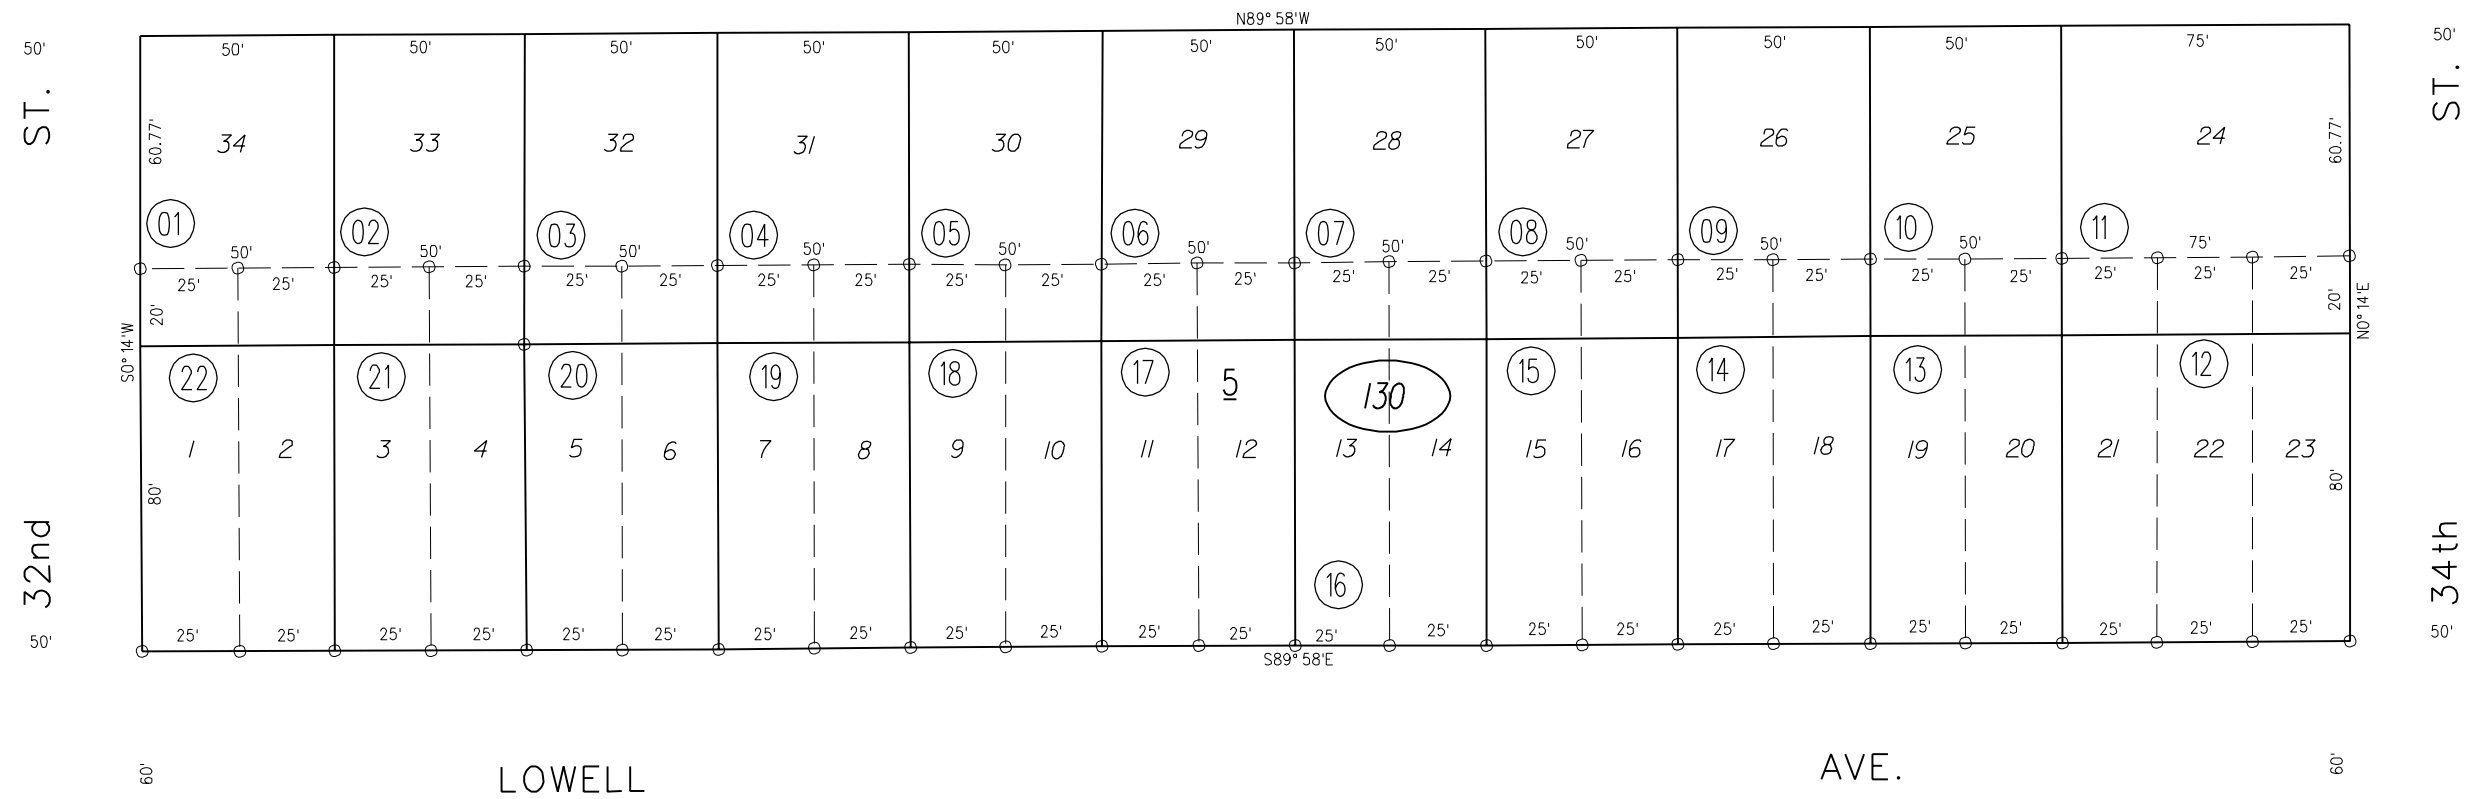 N89° 58'W
50' 50' 50' 50' 50' 50' 50' 50' 50' 50' 50' 75' 50'
ST. ST.
60.77' 60.77'
34 33 32 31 30 29 28 27 26 25 24
01 02 03 04 05 06 07 08 09 10 11
50' 50' 50' 50' 50' 50' 50' 50' 50' 50' 75'
25' 25' 25' 25' 25' 25' 25' 25' 25' 25' 25' 25' 25' 25' 25' 25' 25' 25' 25' 25' 25' 25' 25'
20' 20'
S0° 14'W N0° 14'E
22 21 20 19 18 17 5 130 15 14 13 12
1 2 3 4 5 6 7 8 9 10 11 12 13 14 15 16 17 18 19 20 21 22 23
80' 80'
32nd 34th
16
50' 25' 25' 25' 25' 25' 25' 25' 25' 25' 25' 25' 25' 25' 25' 25' 25' 25' 25' 25' 25' 25' 25' 25' 50'
S89° 58'E
60' LOWELL AVE. 60'